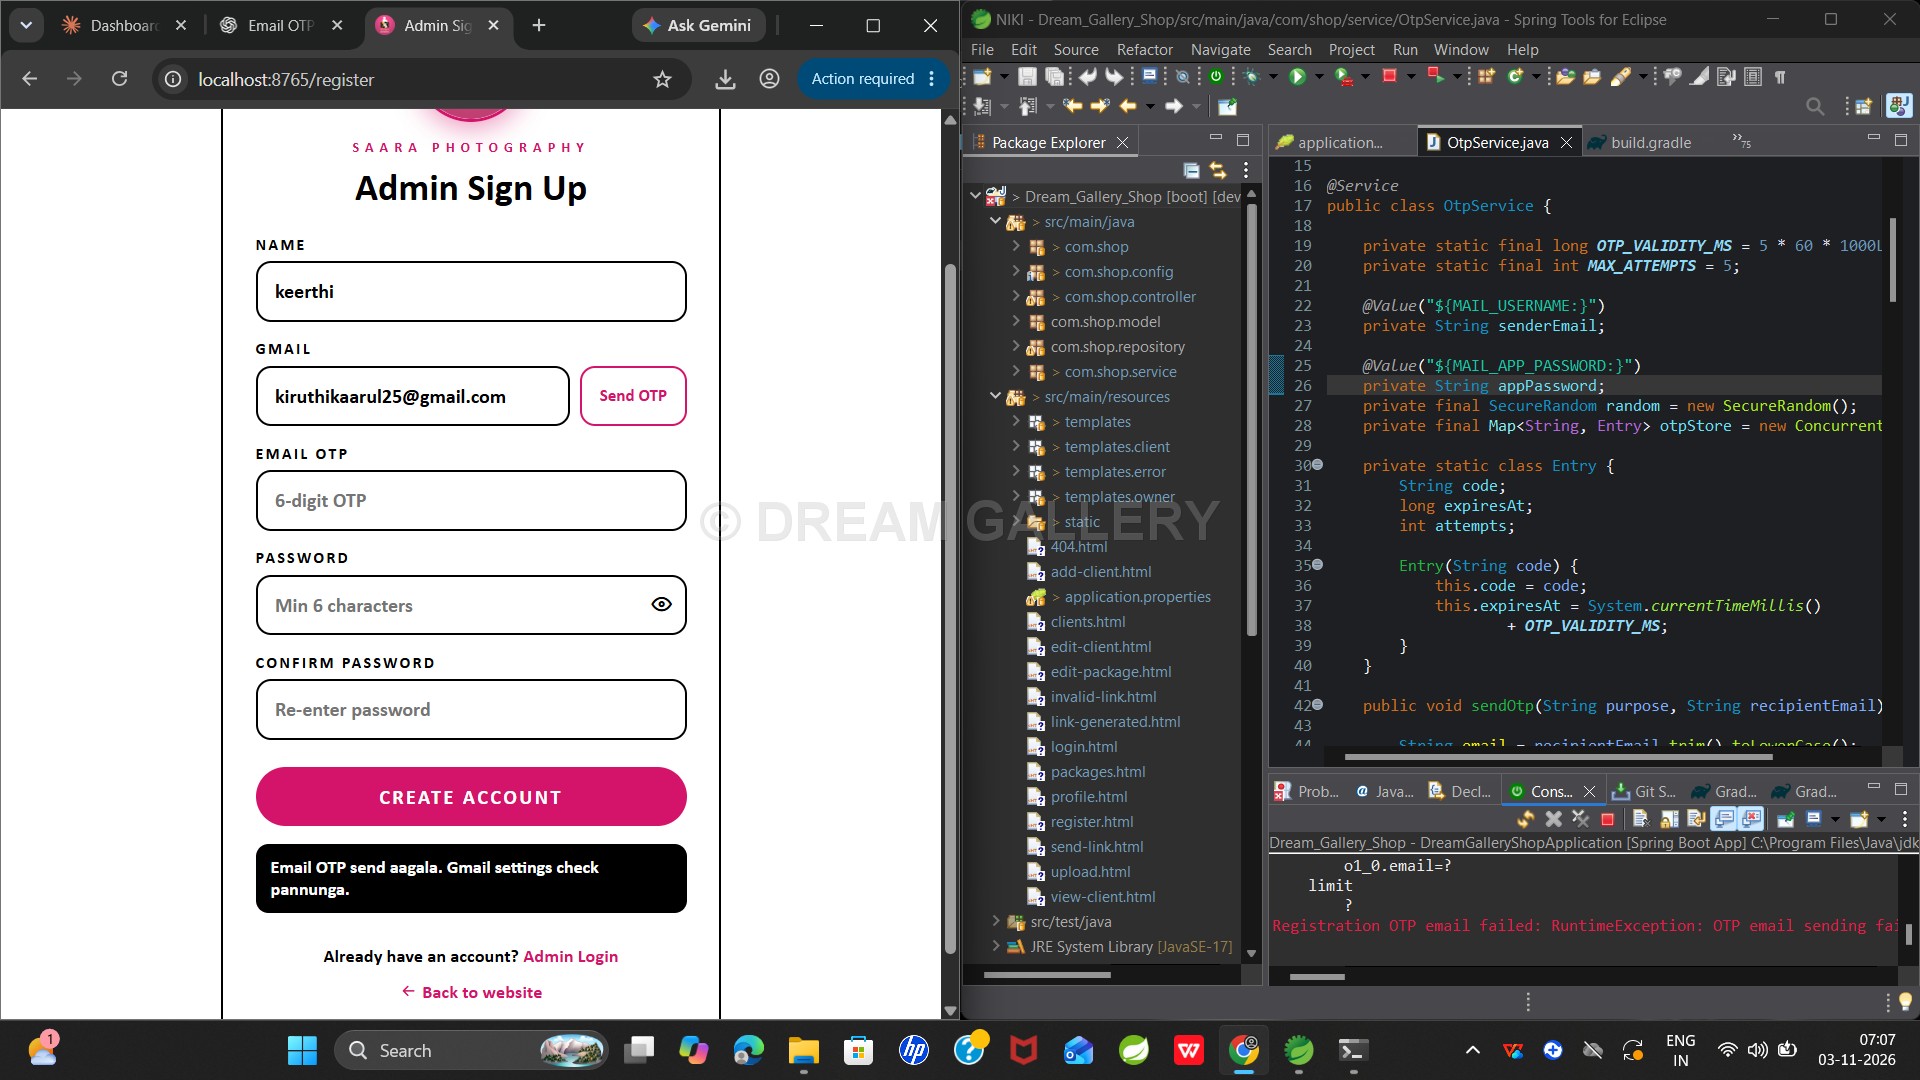 Dashboard
Email OTP
Admin Sig
Ask Gemini
localhost:8765/register
Action required
SAARA PHOTOGRAPHY
Admin Sign Up
NAME
keerthi
GMAIL
kiruthikaarul25@gmail.com
Send OTP
EMAIL OTP
6-digit OTP
PASSWORD
Min 6 characters
CONFIRM PASSWORD
Re-enter password
CREATE ACCOUNT
Email OTP send aagala. Gmail settings check
pannunga.
Already have an account? Admin Login
← Back to website
© DREAM GALLERY
NIKI - Dream_Gallery_Shop/src/main/java/com/shop/service/OtpService.java - Spring Tools for Eclipse
File Edit Source Refactor Navigate Search Project Run Window Help
Package Explorer
> Dream_Gallery_Shop [boot] [dev
> src/main/java
> com.shop
> com.shop.config
> com.shop.controller
com.shop.model
com.shop.repository
> com.shop.service
> src/main/resources
> templates
> templates.client
> templates.error
> templates.owner
> static
404.html
add-client.html
> application.properties
clients.html
edit-client.html
edit-package.html
invalid-link.html
link-generated.html
login.html
packages.html
profile.html
register.html
send-link.html
upload.html
view-client.html
src/test/java
JRE System Library [JavaSE-17]
application...
OtpService.java
build.gradle
»75
15
16 @Service
17 public class OtpService {
18
19 private static final long OTP_VALIDITY_MS = 5 * 60 * 1000L
20 private static final int MAX_ATTEMPTS = 5;
21
22 @Value("${MAIL_USERNAME:}")
23 private String senderEmail;
24
25 @Value("${MAIL_APP_PASSWORD:}")
26 private String appPassword;
27 private final SecureRandom random = new SecureRandom();
28 private final Map<String, Entry> otpStore = new Concurrent
29
30 private static class Entry {
31 String code;
32 long expiresAt;
33 int attempts;
34
35 Entry(String code) {
36 this.code = code;
37 this.expiresAt = System.currentTimeMillis()
38 + OTP_VALIDITY_MS;
39 }
40 }
41
42 public void sendOtp(String purpose, String recipientEmail)
43
44 String email = recipientEmail.trim().toLowerCase();
Prob...
Java...
Decl...
Cons...
Git S...
Grad...
Grad...
Dream_Gallery_Shop - DreamGalleryShopApplication [Spring Boot App] C:\Program Files\Java\jdk
o1_0.email=?
limit
?
Registration OTP email failed: RuntimeException: OTP email sending fai
1
Search
ENG
IN
07:07
03-11-2026